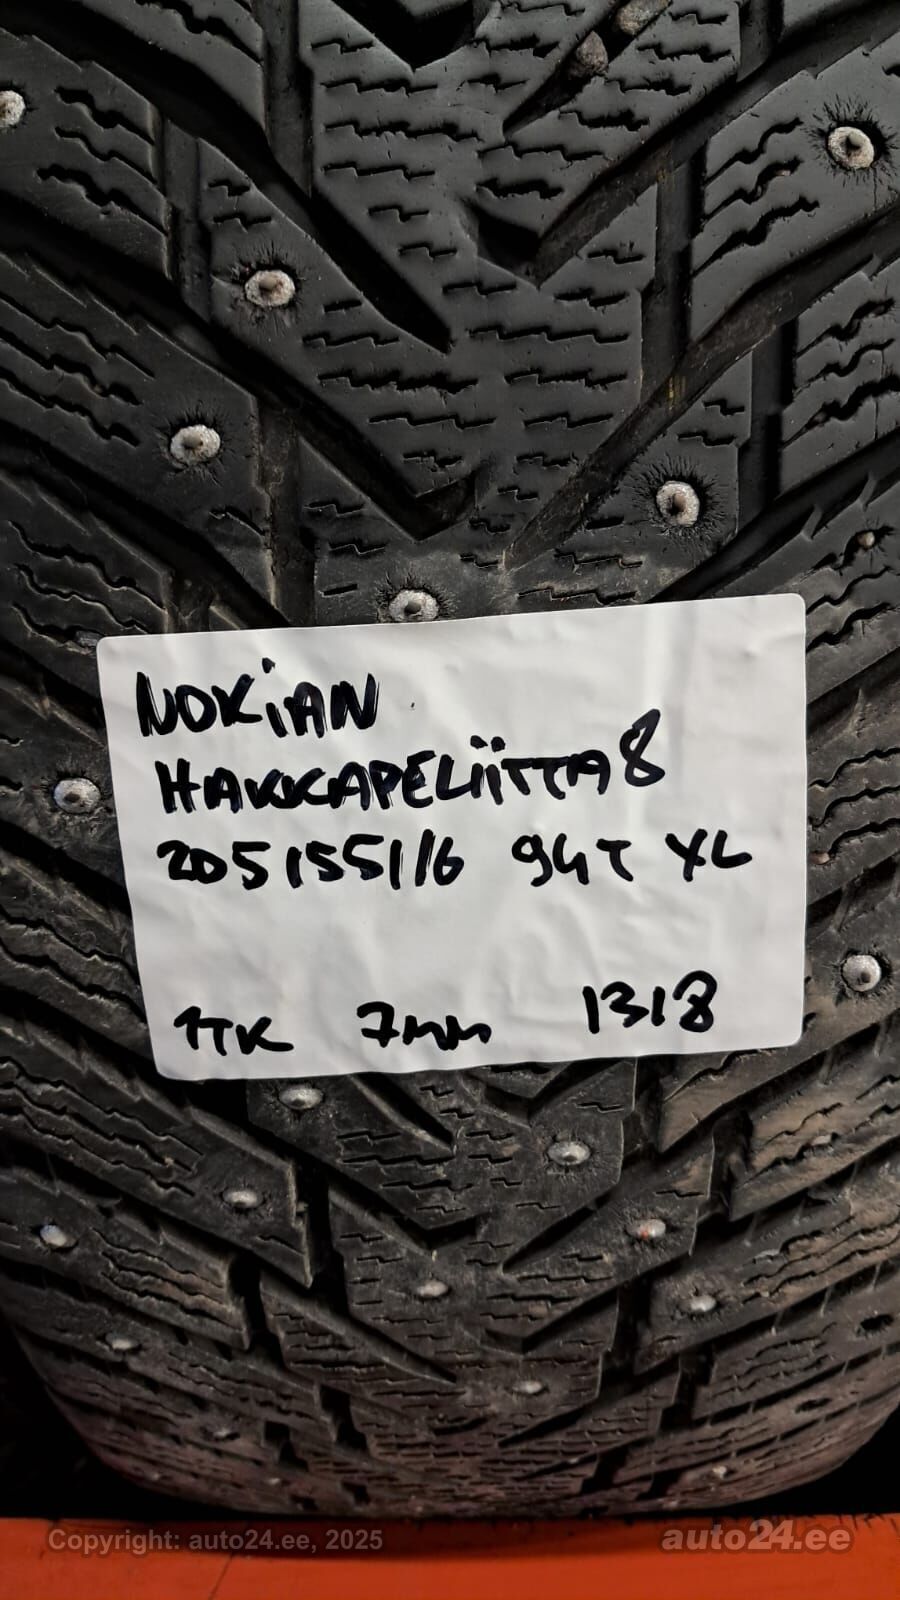 NOKiAN
HAKKAPELiiTTA 8
205/55/16 94T XL
1TK 7mm 1318
Copyright: auto24.ee, 2025
auto24.ee